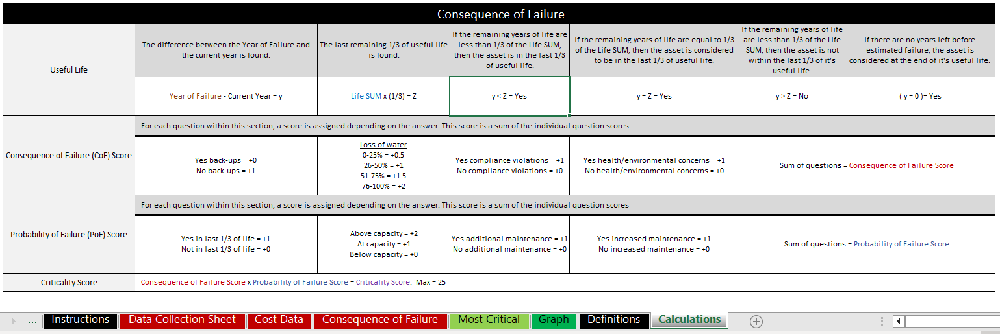 Consequence of Failure
Useful Life
The difference between the Year of Failure and
the current year is found.
The last remaining 1/3 of useful life
is found.
If the remaining years of life are
less than 1/3 of the Life SUM,
then the asset is in the last 1/3
of useful life.
If the remaining years of life are equal to 1/3
of the Life SUM, then the asset is considered
to be in the last 1/3 of useful life.
If the remaining years of life
are less than 1/3 of the Life
SUM, then the asset is not
within the last 1/3 of it's
useful life.
If there are no years left before
estimated failure, the asset is
considered at the end of it's useful life.
Year of Failure - Current Year = y
Life SUM x (1/3) = Z
y < Z = Yes
y = Z = Yes
y > Z = No
( y = 0 )= Yes
Consequence of Failure (CoF) Score
For each question within this section, a score is assigned depending on the answer. This score is a sum of the individual question scores
Yes back-ups = +0
No back-ups = +1
Loss of water
0-25% = +0.5
26-50% = +1
51-75% = +1.5
76-100% = +2
Yes compliance violations = +1
No compliance violations = +0
Yes health/environmental concerns = +1
No health/environmental concerns = +0
Sum of questions = Consequence of Failure Score
Probability of Failure (PoF) Score
For each question within this section, a score is assigned depending on the answer. This score is a sum of the individual question scores
Yes in last 1/3 of life = +1
Not in last 1/3 of life = +0
Above capacity = +2
At capacity = +1
Below capacity = +0
Yes additional maintenance = +1
No additional maintenance = +0
Yes increased maintenance = +1
No increased maintenance = +0
Sum of questions = Probability of Failure Score
Criticality Score
Consequence of Failure Score x Probability of Failure Score = Criticality Score. Max = 25
... Instructions Data Collection Sheet Cost Data Consequence of Failure Most Critical Graph Definitions Calculations